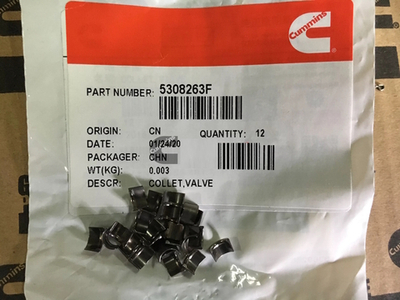 Cummins
PART NUMBER: 5308263F
ORIGIN: CN QUANTITY: 12
DATE: 01/24/20
PACKAGER: CHN
WT(KG): 0.003
DESCR: COLLET,VALVE
Cummins